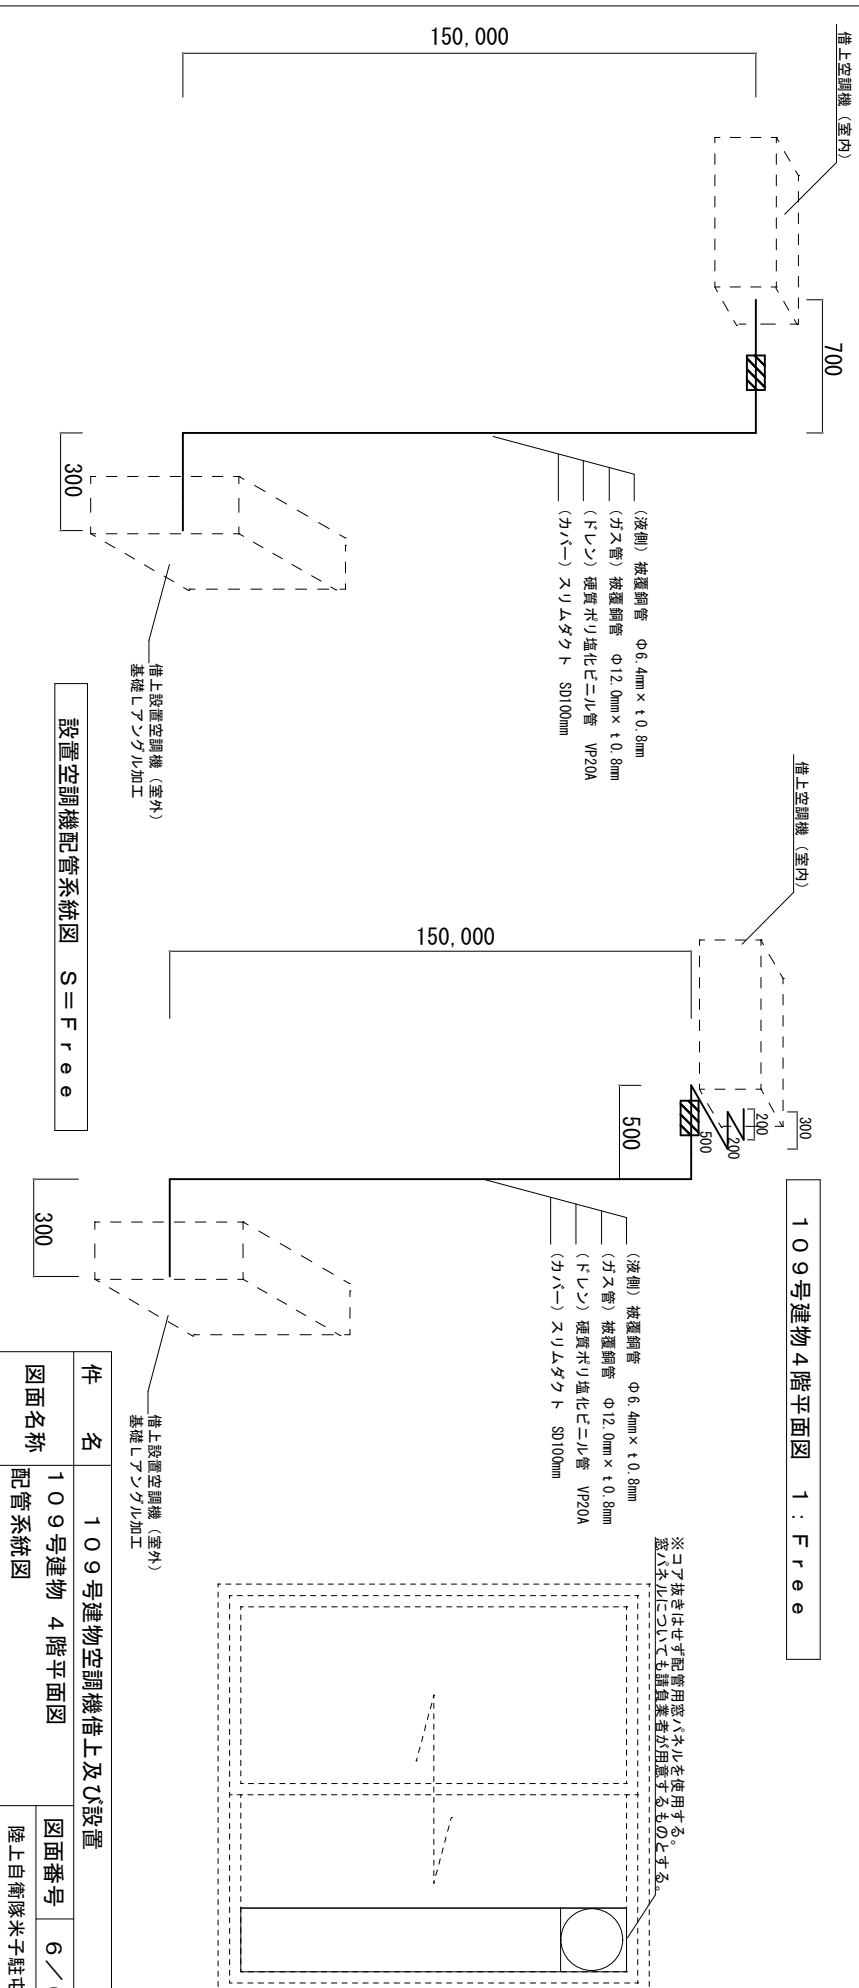 109号建物4階平面図 1:Free
150,000
借上空調機（室内）
700
300
(液側) 被覆銅管 Φ6.4mm×t0.8mm
(ガス管) 被覆銅管 Φ12.0mm×t0.8mm
(ドレン) 硬質ポリ塩化ビニル管 VP20A
(カバー) スリムダクト SD100mm
借上設置空調機（室外）
基礎Lアングル加工
設置空調機配管系統図 S=Free
150,000
借上空調機（室内）
300
200
200
500
500
300
(液側) 被覆銅管 Φ6.4mm×t0.8mm
(ガス管) 被覆銅管 Φ12.0mm×t0.8mm
(ドレン) 硬質ポリ塩化ビニル管 VP20A
(カバー) スリムダクト SD100mm
借上設置空調機（室外）
基礎Lアングル加工
※コア抜きはせず配管用窓パネルを使用する。
窓パネルについても請負業者が用意するものとする。
件 名 109号建物空調機借上及び設置
図面名称 109号建物 4階平面図
配管系統図
図面番号 6/
陸上自衛隊米子駐屯